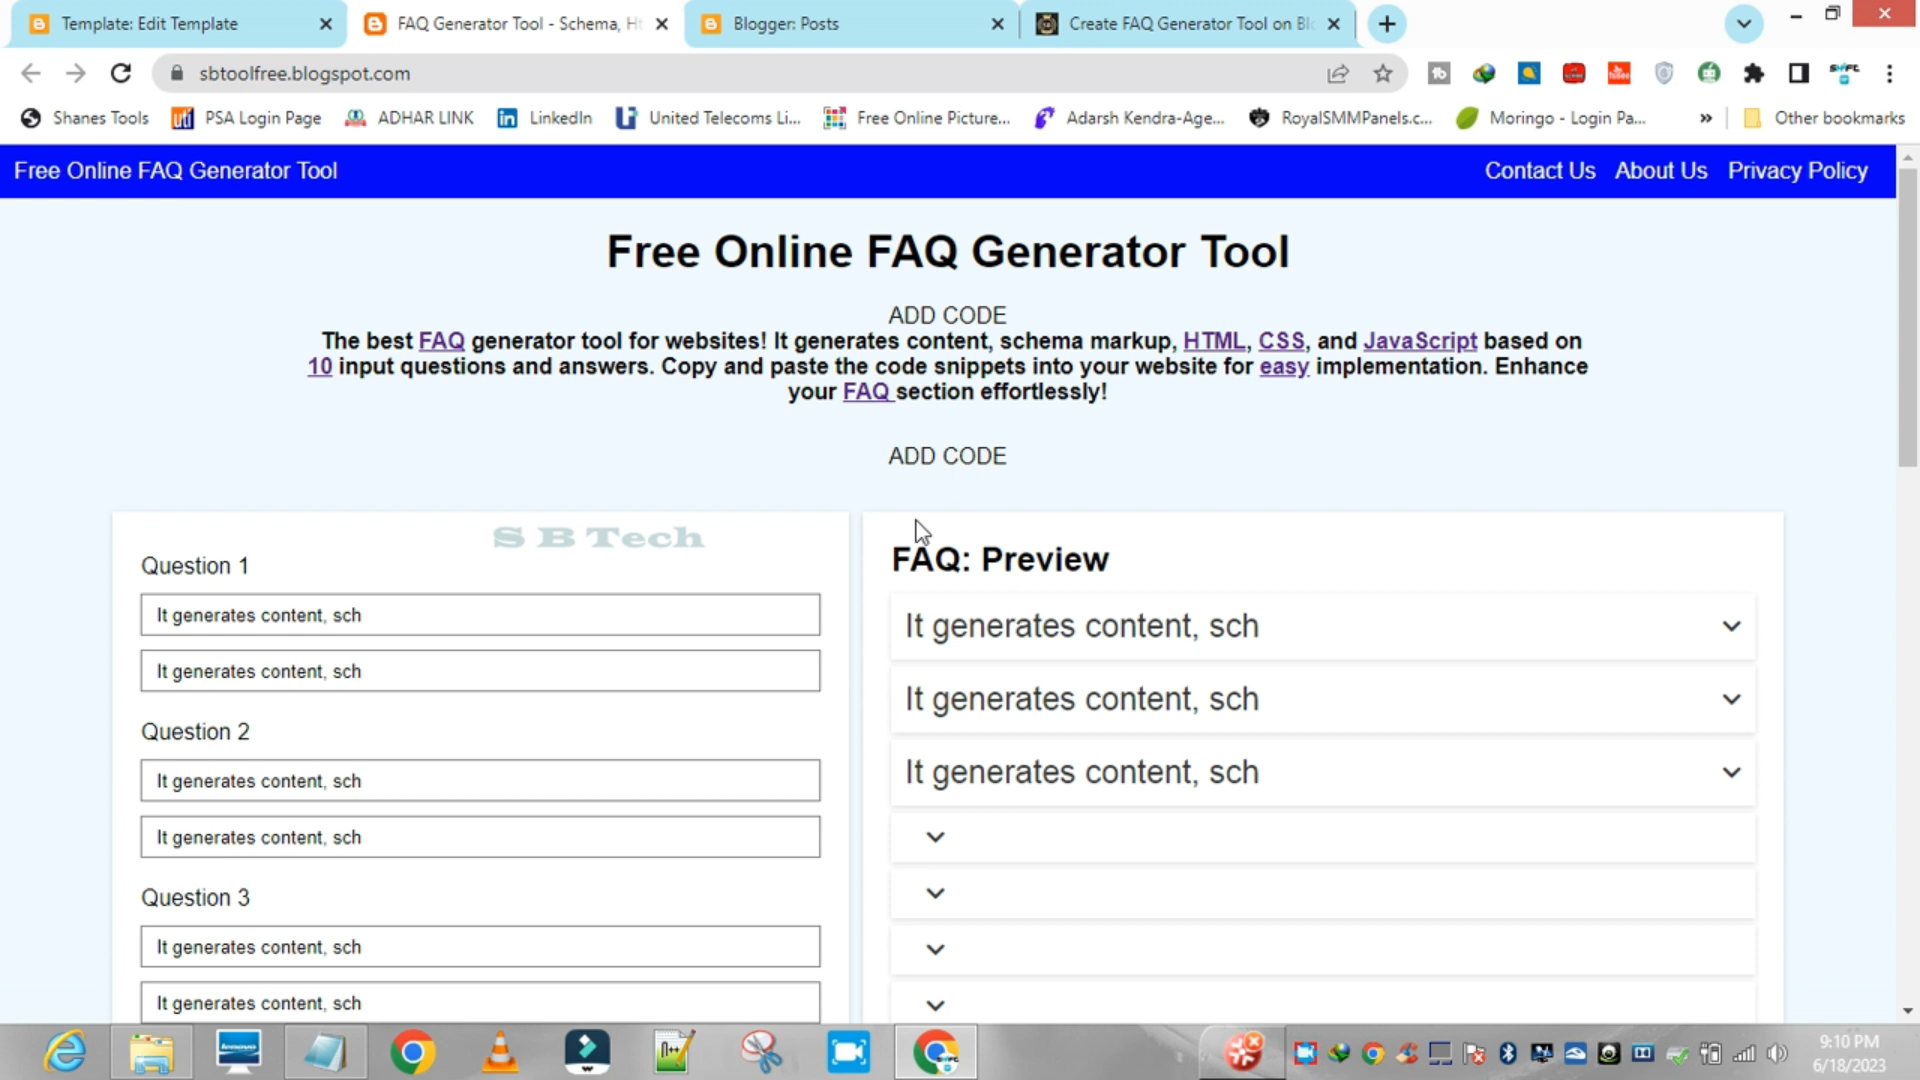 Template: Edit Template
FAQ Generator Tool - Schema, Ht
Blogger: Posts
Create FAQ Generator Tool on Blo
sbtoolfree.blogspot.com
Shanes Tools
PSA Login Page
ADHAR LINK
LinkedIn
United Telecoms Li...
Free Online Picture...
Adarsh Kendra-Age...
RoyalSMMPanels.c...
Moringo - Login Pa...
»
Other bookmarks
Free Online FAQ Generator Tool
Contact Us About Us Privacy Policy
Free Online FAQ Generator Tool
ADD CODE
The best FAQ generator tool for websites! It generates content, schema markup, HTML, CSS, and JavaScript based on
10 input questions and answers. Copy and paste the code snippets into your website for easy implementation. Enhance
your FAQ section effortlessly!
ADD CODE
S B Tech
Question 1
It generates content, sch
It generates content, sch
Question 2
It generates content, sch
It generates content, sch
Question 3
It generates content, sch
It generates content, sch
FAQ: Preview
It generates content, sch
It generates content, sch
It generates content, sch
9:10 PM
6/18/2023